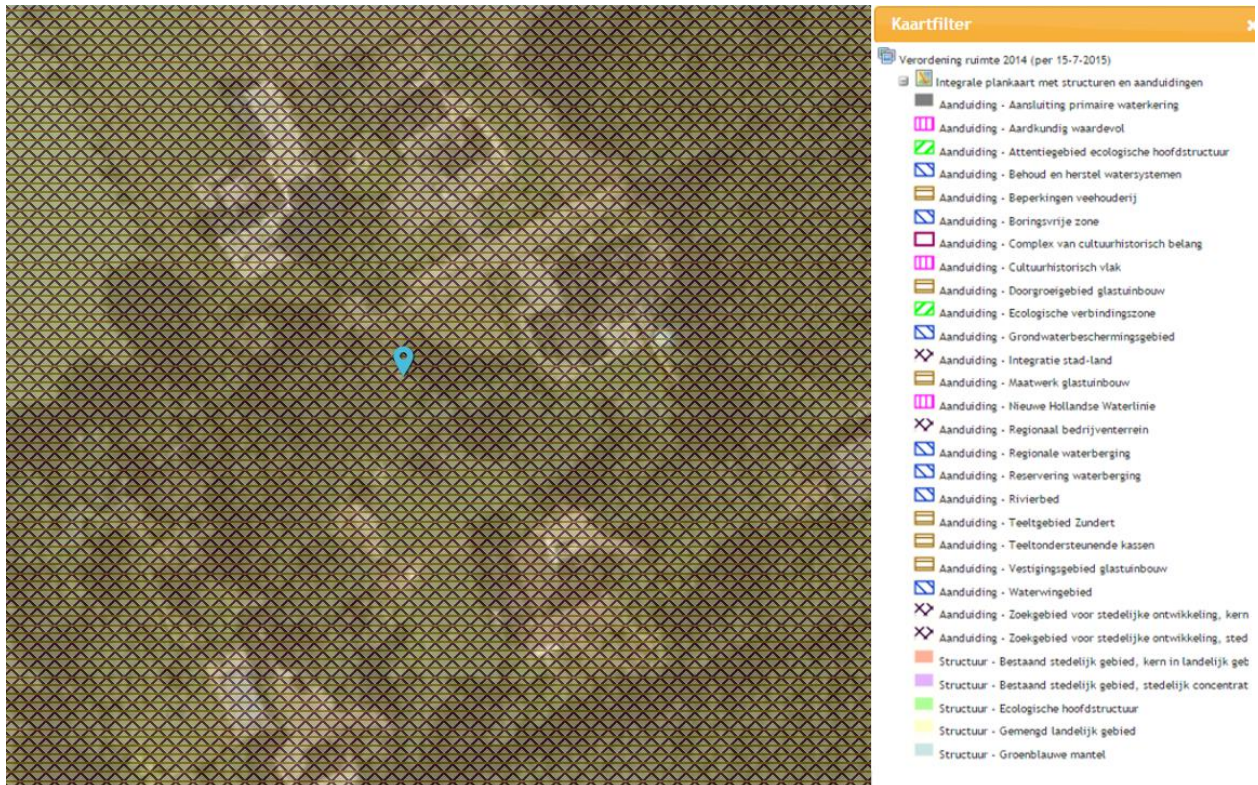 Kaartfilter
Verordening ruimte 2014 (per 15-7-2015)
Integrale plankaart met structuren en aanduidingen
Aanduiding - Aansluiting primaire waterkering
Aanduiding - Aardkundig waardevol
Aanduiding - Attentiegebied ecologische hoofdstructuur
Aanduiding - Behoud en herstel watersystemen
Aanduiding - Beperkingen veehouderij
Aanduiding - Boringsvrije zone
Aanduiding - Complex van cultuurhistorisch belang
Aanduiding - Cultuurhistorisch vlak
Aanduiding - Doorgroeigebied glastuinbouw
Aanduiding - Ecologische verbindingszone
Aanduiding - Grondwaterbeschermingsgebied
Aanduiding - Integratie stad-land
Aanduiding - Maatwerk glastuinbouw
Aanduiding - Nieuwe Hollandse Waterlinie
Aanduiding - Regionaal bedrijventerrein
Aanduiding - Regionale waterberging
Aanduiding - Reservering waterberging
Aanduiding - Rivierbed
Aanduiding - Teeltgebied Zundert
Aanduiding - Teeltondersteunende kassen
Aanduiding - Vestigingsgebied glastuinbouw
Aanduiding - Waterwingebied
Aanduiding - Zoekgebied voor stedelijke ontwikkeling, kern
Aanduiding - Zoekgebied voor stedelijke ontwikkeling, sted
Structuur - Bestaand stedelijk gebied, kern in landelijk geb
Structuur - Bestaand stedelijk gebied, stedelijk concentrat
Structuur - Ecologische hoofdstructuur
Structuur - Gemengd landelijk gebied
Structuur - Groenblauwe mantel